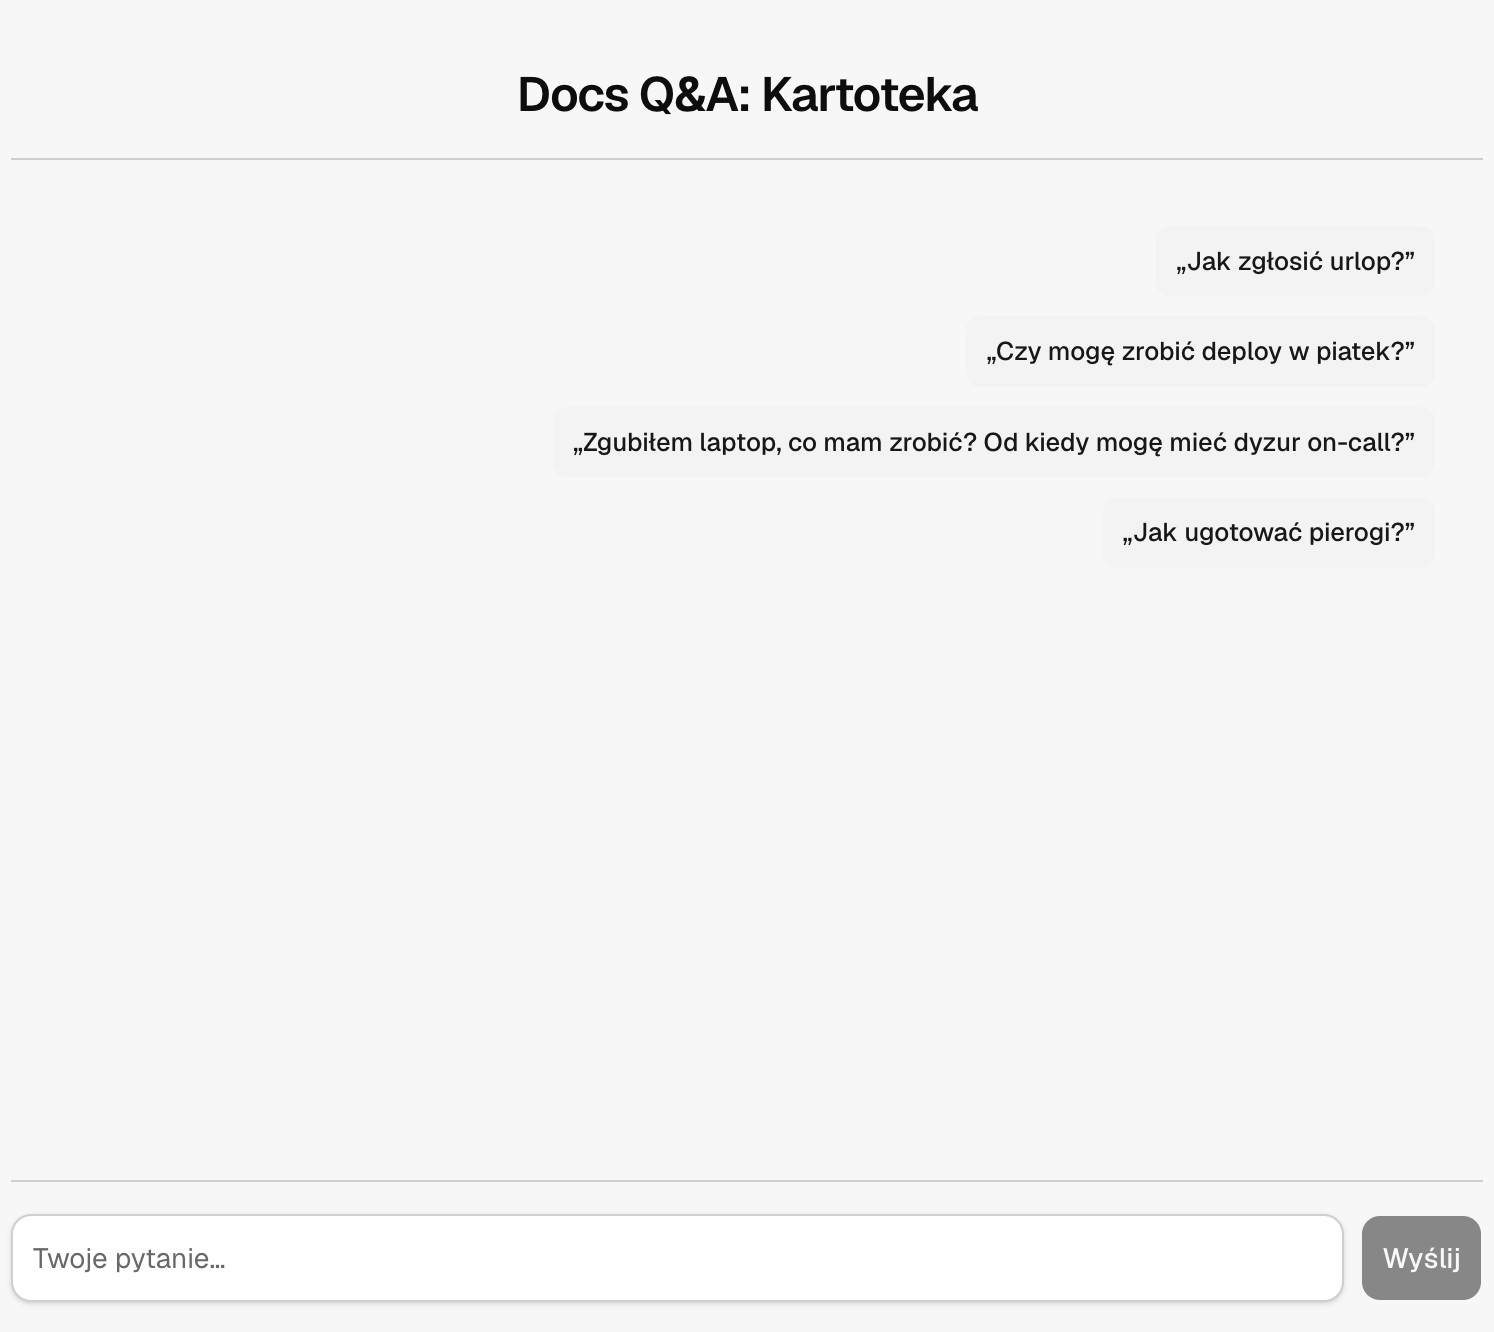 Docs Q&A: Kartoteka
„Jak zgłosić urlop?”
„Czy mogę zrobić deploy w piatek?”
„Zgubiłem laptop, co mam zrobić? Od kiedy mogę mieć dyzur on-call?”
„Jak ugotować pierogi?”
Twoje pytanie...
Wyślij